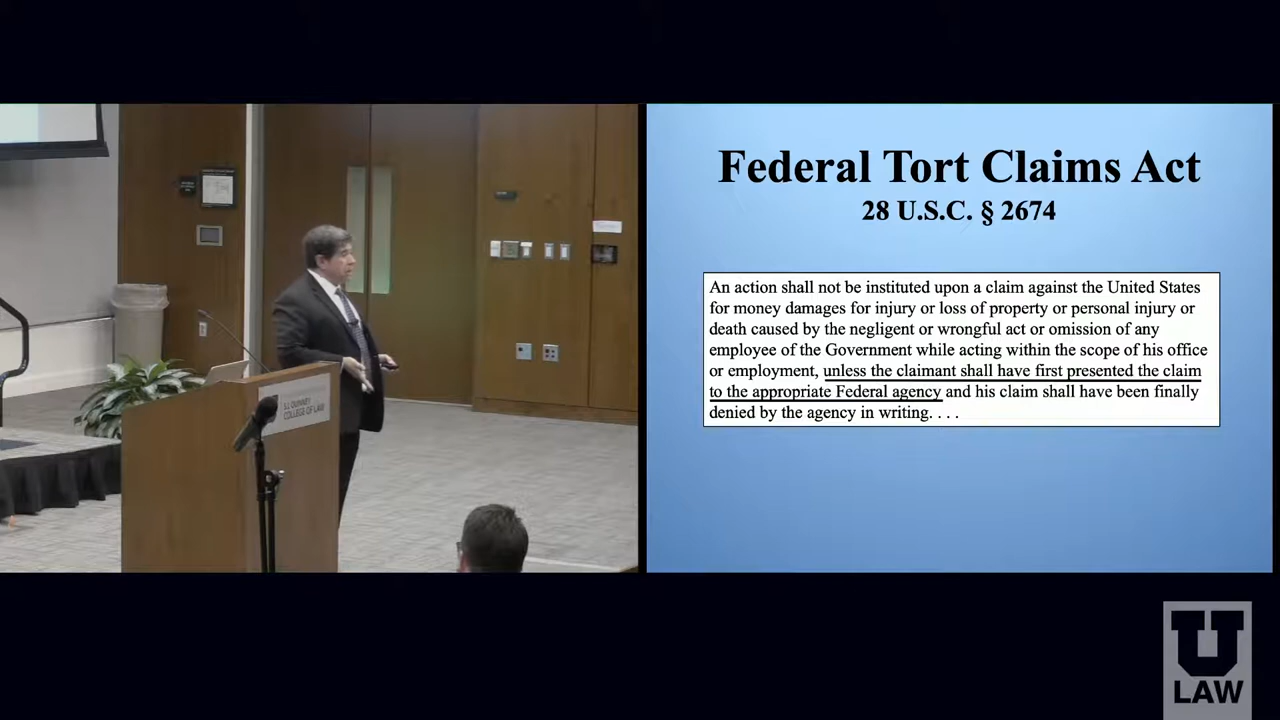 Federal Tort Claims Act
28 U.S.C. § 2674
An action shall not be instituted upon a claim against the United States
for money damages for injury or loss of property or personal injury or
death caused by the negligent or wrongful act or omission of any
employee of the Government while acting within the scope of his office
or employment, unless the claimant shall have first presented the claim
to the appropriate Federal agency and his claim shall have been finally
denied by the agency in writing. . . .
S.J. QUINNEY
COLLEGE OF LAW
U
LAW